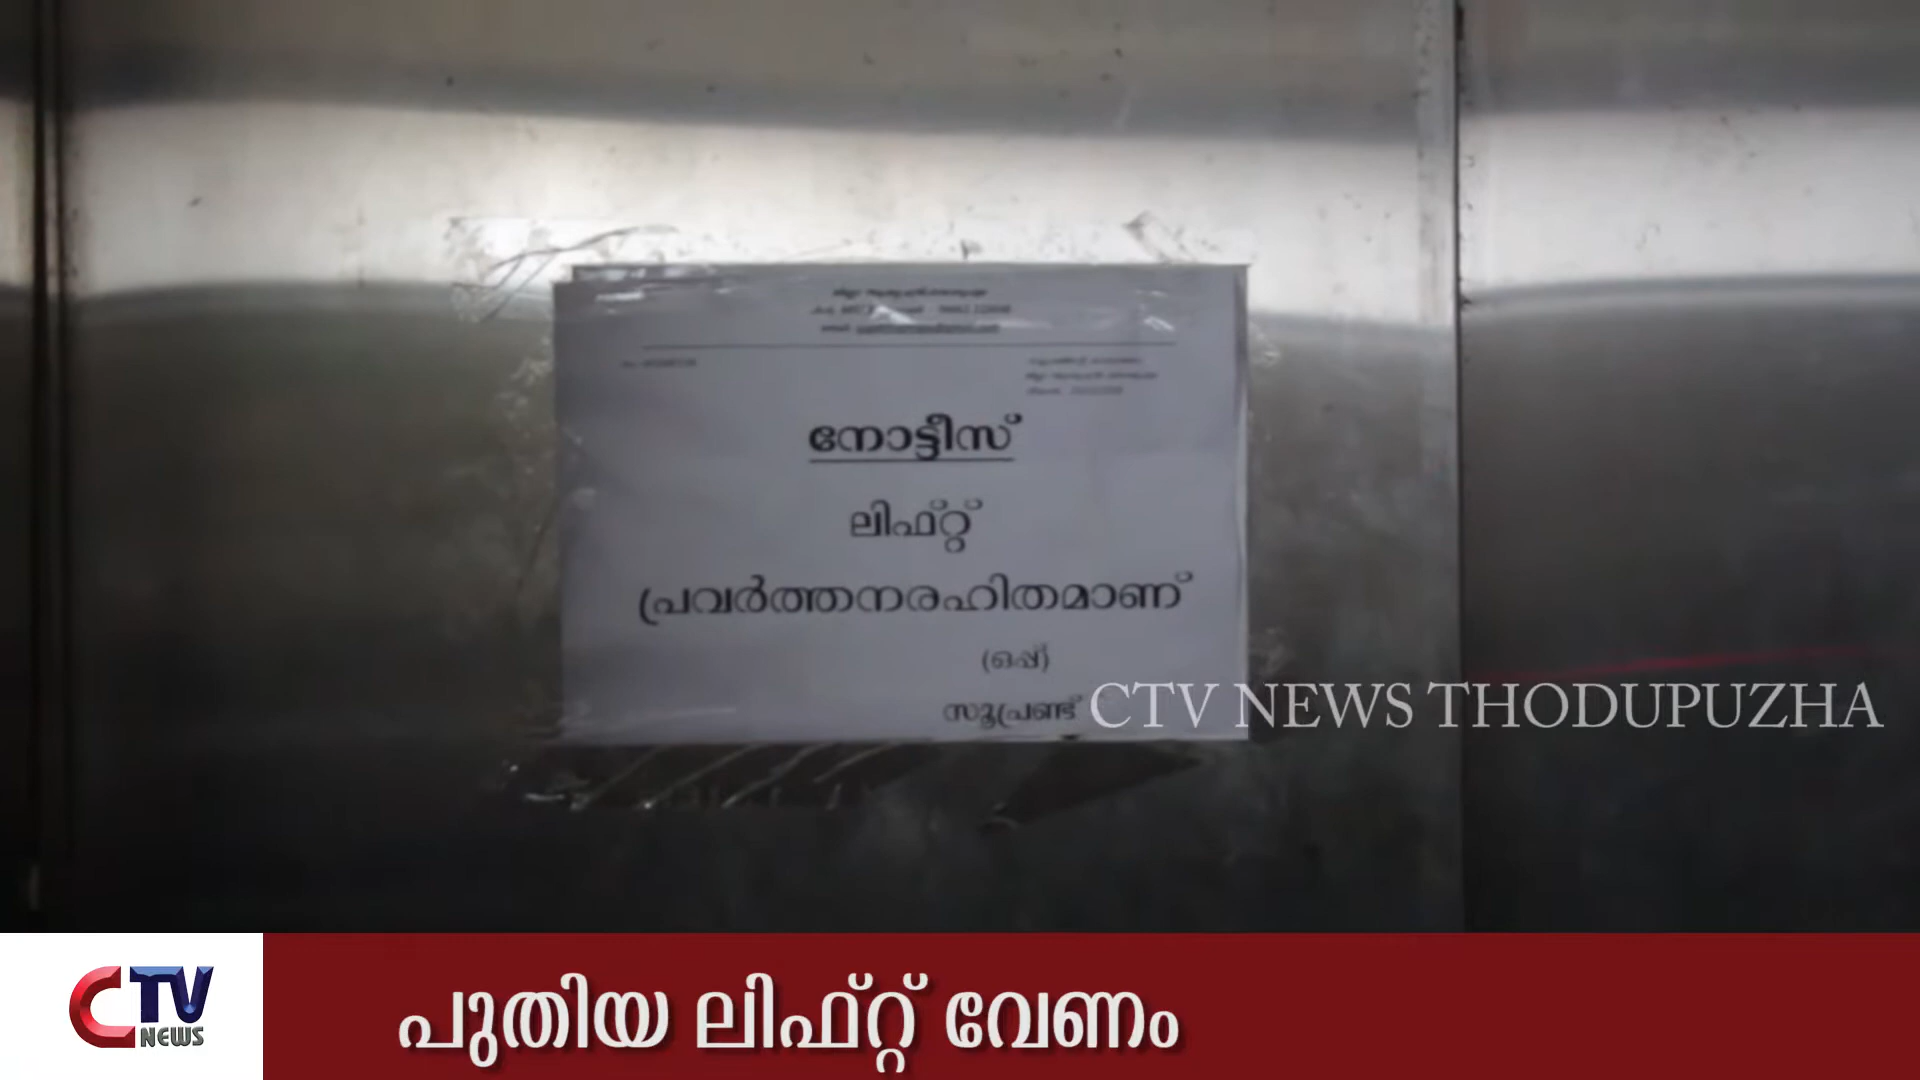 നോട്ടീസ്
ലിഫ്റ്റ്
പ്രവർത്തനരഹിതമാണ്
(ഒപ്പ്)
സൂപ്രണ്ട്
CTV NEWS THODUPUZHA
CTV NEWS
പുതിയ ലിഫ്റ്റ് വേണം